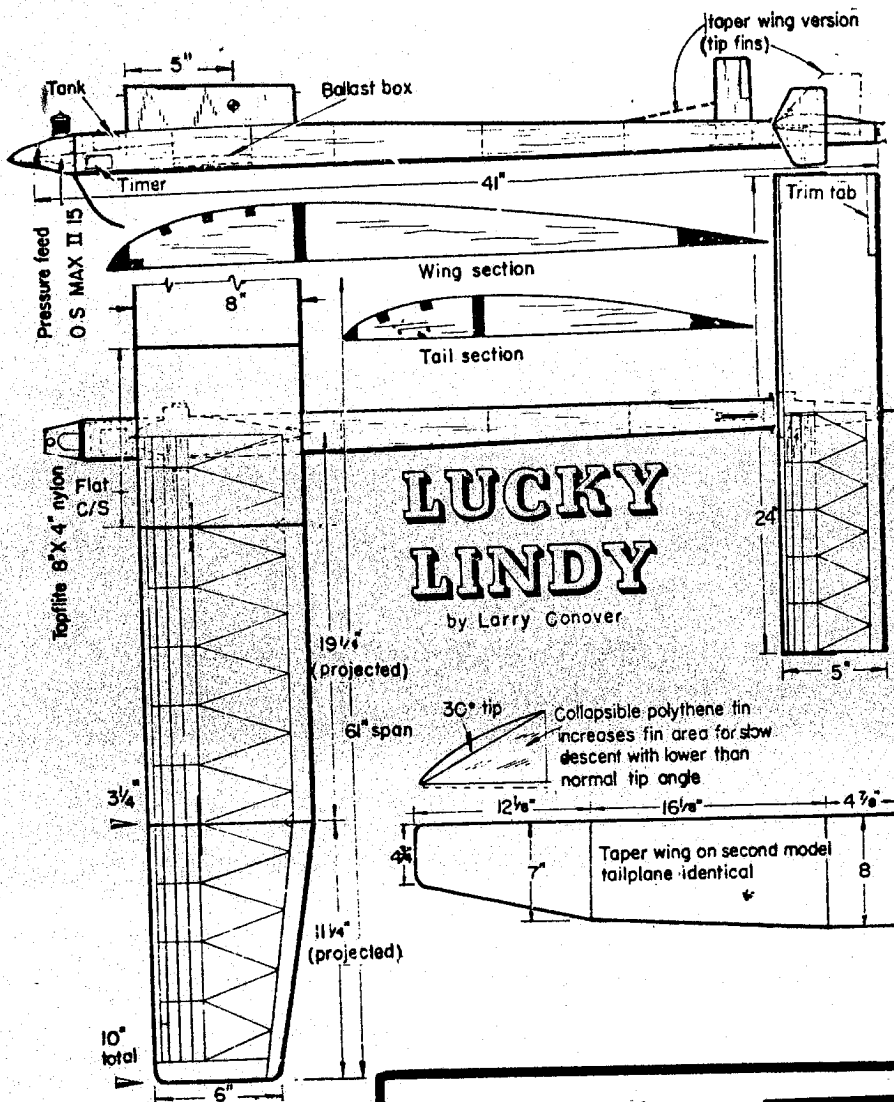 taper wing version
(tip fins)
5"
Tank
Ballast box
Timer
41"
Trim tab
Pressure feed
O.S MAX II 15
Wing section
8"
Tail section
Topflite 8"X 4" nylon
Flat
C/S
LUCKY
LINDY
by Larry Conover
24"
19¼"
(projected)
5"
61" span
30° tip
Collapsible polythene fin
increases fin area for slow
descent with lower than
normal tip angle
3¼"
12⅛"
16⅛"
4⅞"
7"
Taper wing on second model
tailplane identical
8
11¼"
(projected)
10"
total
6"